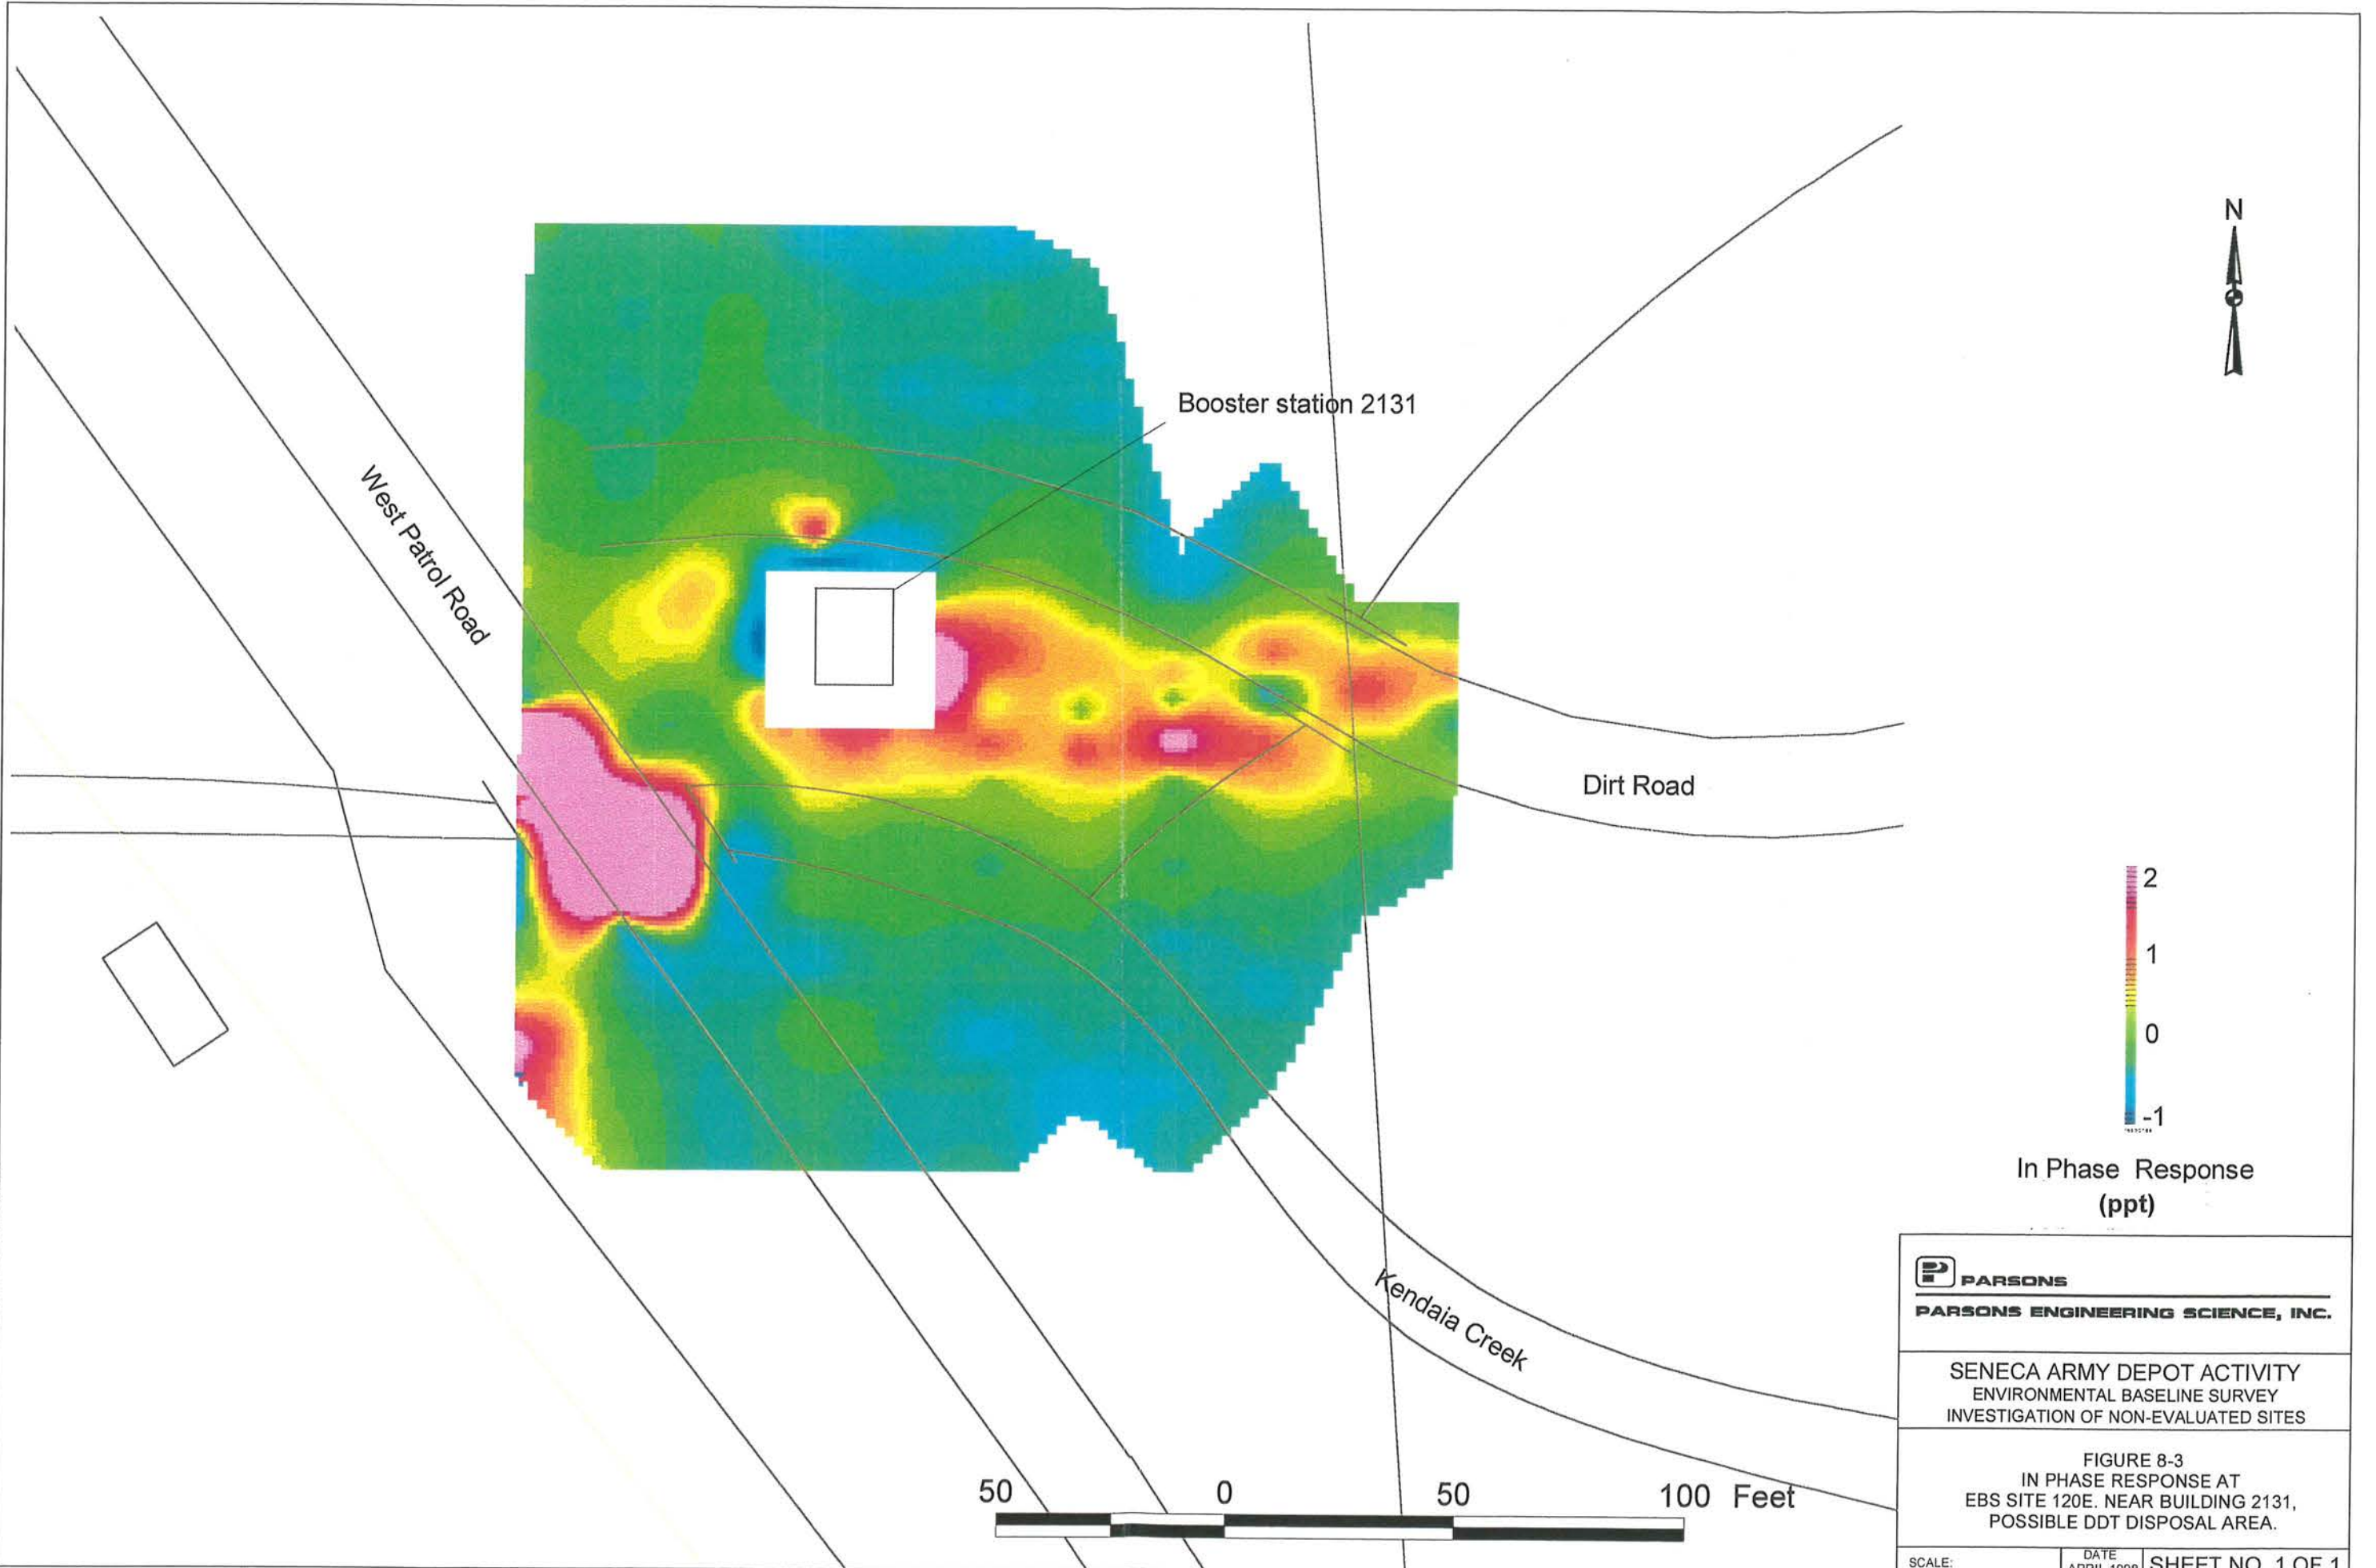 N
Booster station 2131
West Patrol Road
Dirt Road
2
1
0
-1
In Phase Response
(ppt)
Kendaia Creek
50 0 50 100 Feet
P PARSONS
PARSONS ENGINEERING SCIENCE, INC.
SENECA ARMY DEPOT ACTIVITY
ENVIRONMENTAL BASELINE SURVEY
INVESTIGATION OF NON-EVALUATED SITES
FIGURE 8-3
IN PHASE RESPONSE AT
EBS SITE 120E. NEAR BUILDING 2131,
POSSIBLE DDT DISPOSAL AREA.
SCALE:
DATE
APRIL 1998
SHEET NO. 1 OF 1